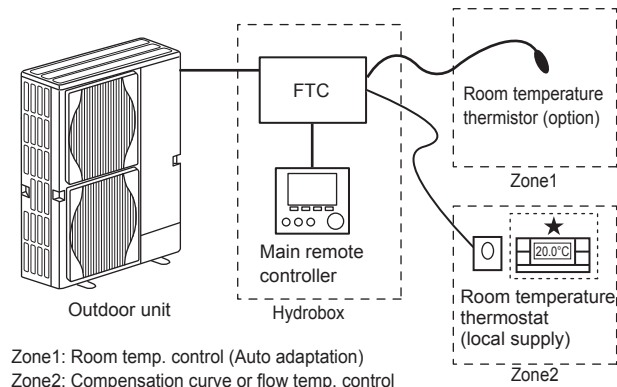 FTC
Room temperature
thermistor (option)
Zone1
Main remote
controller
Hydrobox
Outdoor unit
20.0°C
Room temperature
thermostat
(local supply)
Zone2
Zone1: Room temp. control (Auto adaptation)
Zone2: Compensation curve or flow temp. control